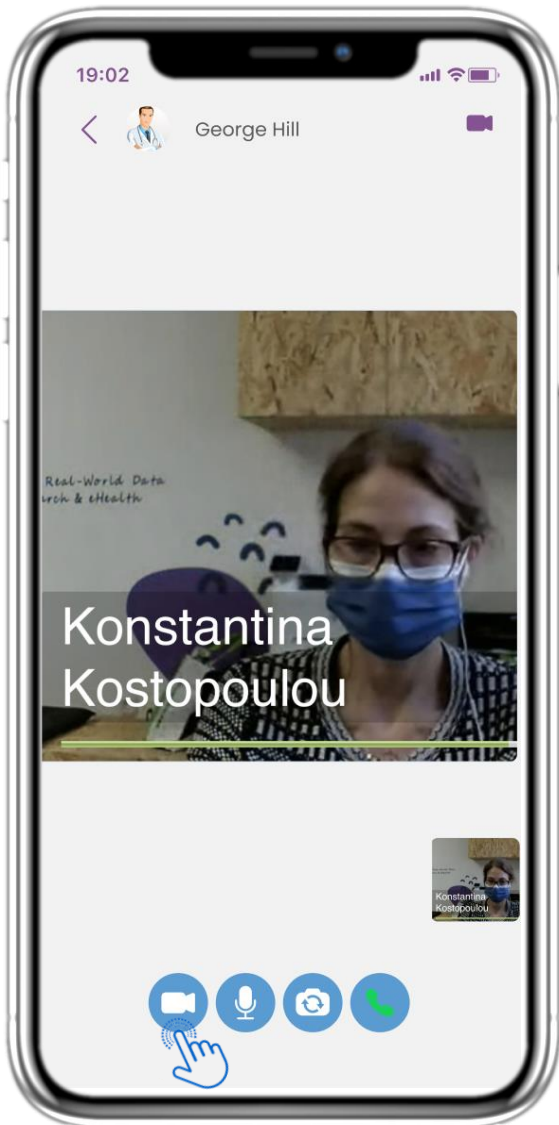 19:02
George Hill
Real-World Data
rch & eHealth
Konstantina
Kostopoulou
Konstantina
Kostopoulou